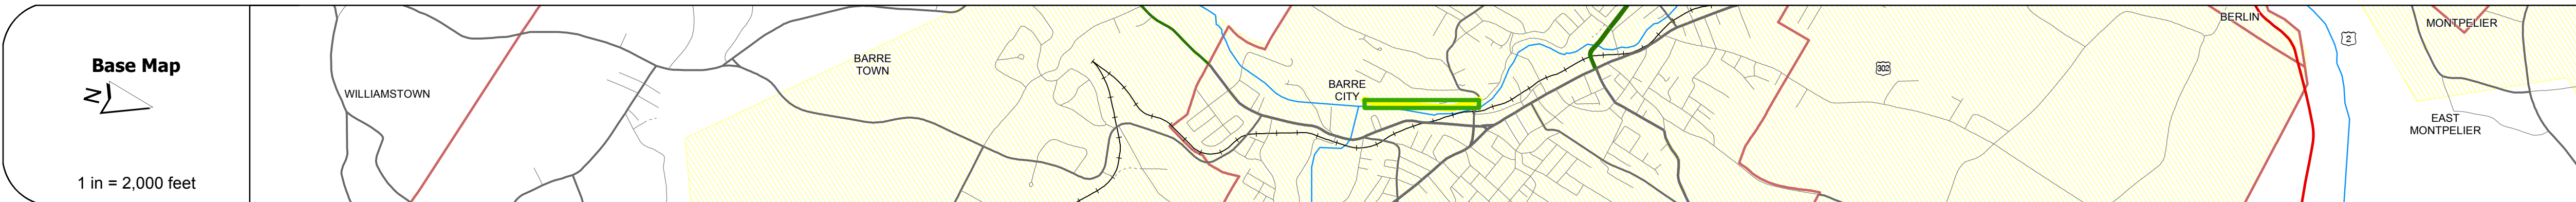 Base Map
N
1 in = 2,000 feet
WILLIAMSTOWN
BARRE
TOWN
BARRE
CITY
302
BERLIN
2
MONTPELIER
EAST
MONTPELIER